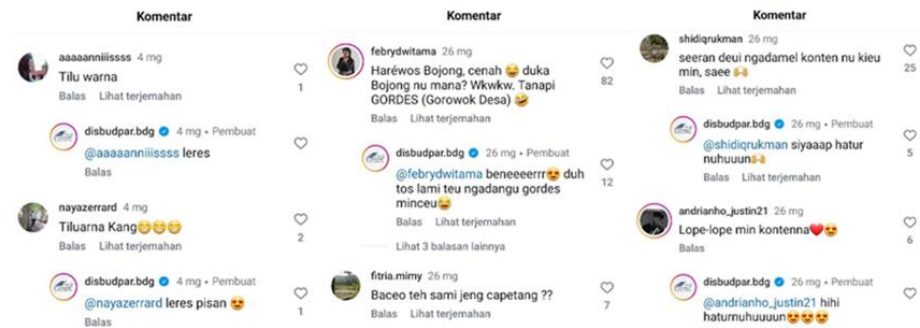 Komentar
aaaaanniiissss 4 mg
Tilu warna
1
Balas Lihat terjemahan
disbudpar.bdg 4 mg • Pembuat
@aaaaanniiissss leres
Balas
nayazerrard 4 mg
Tiluarna Kang😁😁😁
2
Balas Lihat terjemahan
disbudpar.bdg 4 mg • Pembuat
@nayazerrard leres pisan 😍
1
Balas
Komentar
febrydwitama 26 mg
Haréwos Bojong, cenah 😂 duka
Bojong nu mana? Wkwkw. Tanapi
82
GORDES (Gorowok Desa) 🤣
Balas Lihat terjemahan
disbudpar.bdg 26 mg • Pembuat
@febrydwitama beneeeerrr😍 duh
tos lami teu ngadangu gordes
12
minceu😂
Balas Lihat terjemahan
Lihat 3 balasan lainnya
fitria.mimy 26 mg
Baceo teh sami jeng capetang ??
7
Balas Lihat terjemahan
Komentar
shidiqrukman 26 mg
seeran deui ngadamel konten nu kieu
min, saee 🙌
25
Balas Lihat terjemahan
disbudpar.bdg 26 mg • Pembuat
@shidiqrukman siyaaap hatur
nuhuuun🙌
5
Balas Lihat terjemahan
andrianho_justin21 26 mg
Lope-lope min kontenna❤️😍
6
Balas
disbudpar.bdg 26 mg • Pembuat
@andrianho_justin21 hihi
haturnuhuuuun😍😍😍